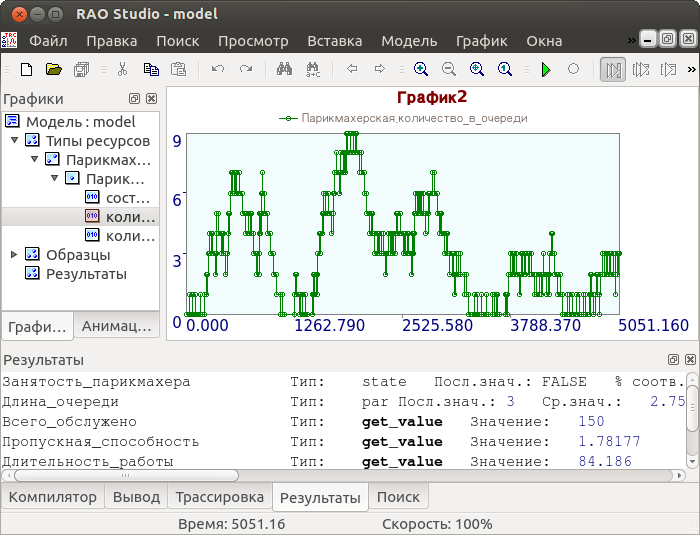 RAO Studio - model
Файл Правка Поиск Просмотр Вставка Модель График Окна »
Графики
Модель : model
Типы ресурсов
Парикмах...
Парик...
сост...
коли...
коли...
Образцы
Результаты
Графи... Анимац...
График2
Парикмахерская_количество_в_очереди
9
6
3
0
0.000 1262.790 2525.580 3788.370 5051.160
Результаты
Занятость_парикмахера Тип: state Посл.знач.: FALSE % соотв.
Длина_очереди Тип: par Посл.знач.: 3 Ср.знач.: 2.75
Всего_обслужено Тип: get_value Значение: 150
Пропускная_способность Тип: get_value Значение: 1.78177
Длительность_работы Тип: get_value Значение: 84.186
Компилятор Вывод Трассировка Результаты Поиск
Время: 5051.16 Скорость: 100%